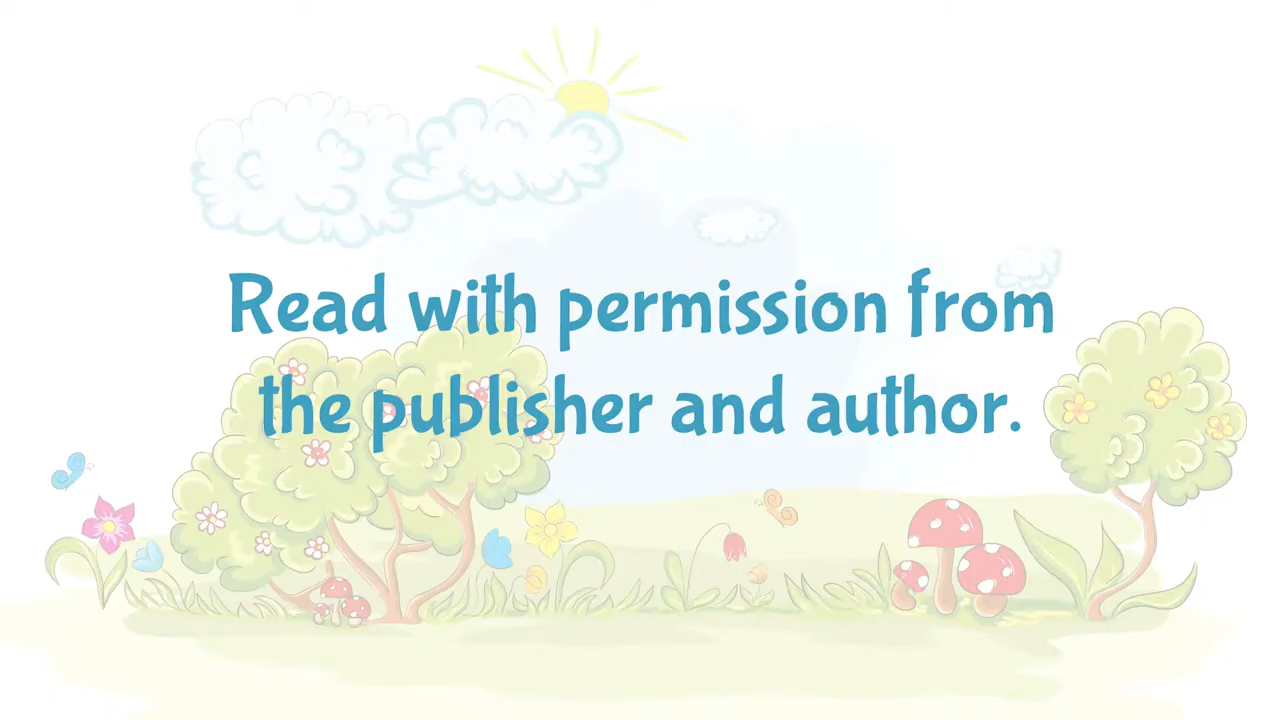 Read with permission from
the publisher and author.